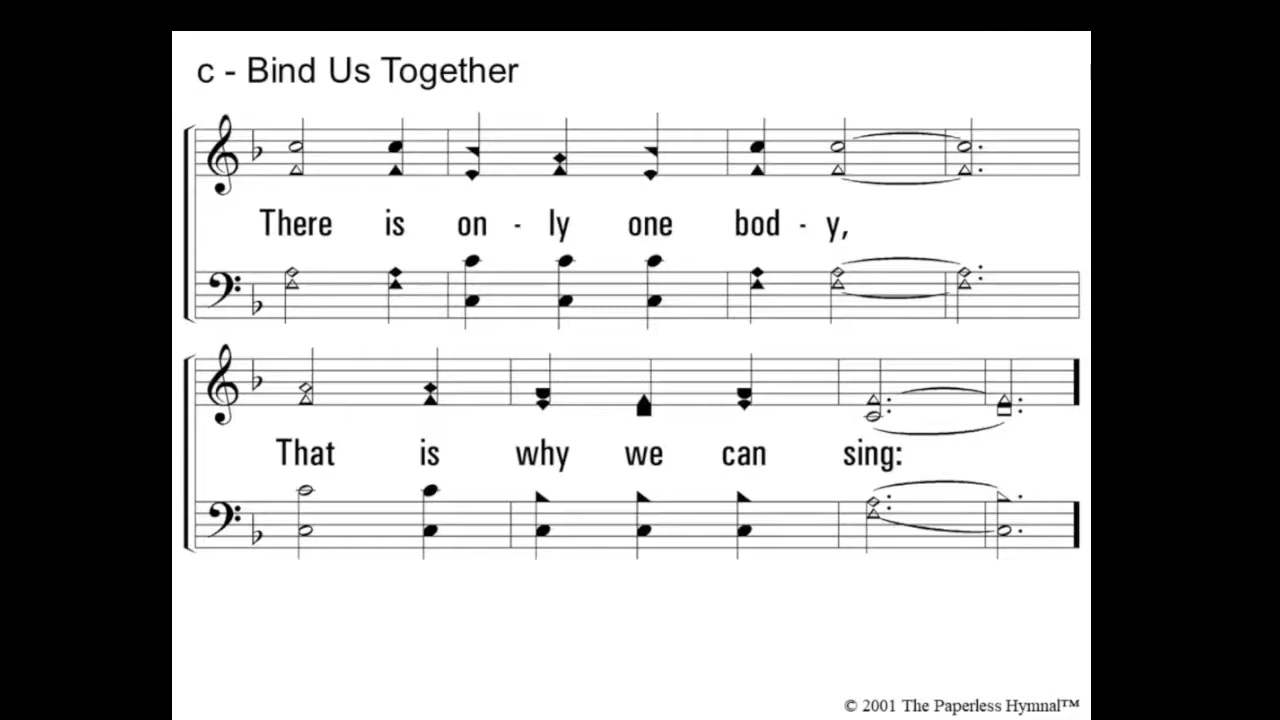 c - Bind Us Together
There is on - ly one bod - y,
That is why we can sing:
© 2001 The Paperless Hymnal™